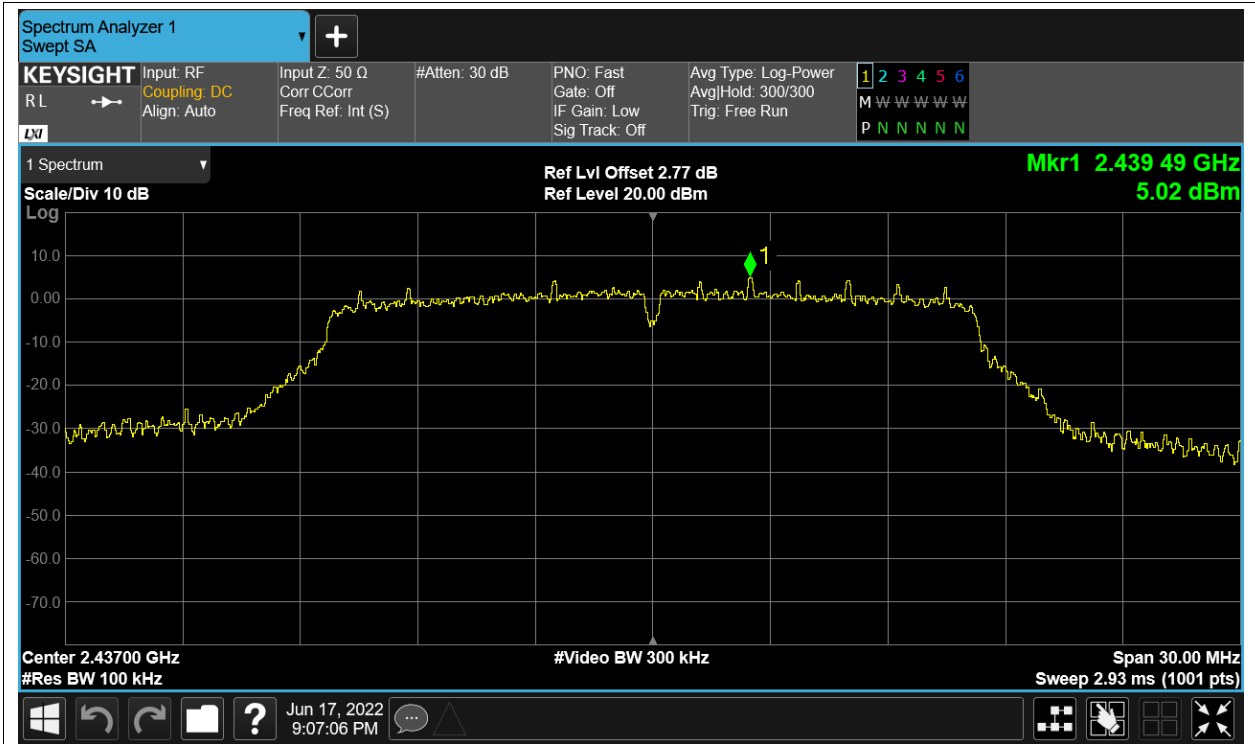 Spectrum Analyzer 1
Swept SA
KEYSIGHT
R L
LXI
Input: RF
Coupling: DC
Align: Auto
Input Z: 50 Ω
Corr CCorr
Freq Ref: Int (S)
#Atten: 30 dB
PNO: Fast
Gate: Off
IF Gain: Low
Sig Track: Off
Avg Type: Log-Power
Avg|Hold: 300/300
Trig: Free Run
1 2 3 4 5 6
M W W W W W
P N N N N N
1 Spectrum
Scale/Div 10 dB
Ref Lvl Offset 2.77 dB
Ref Level 20.00 dBm
Mkr1 2.439 49 GHz
5.02 dBm
Log
1
10.0
0.00
-10.0
-20.0
-30.0
-40.0
-50.0
-60.0
-70.0
Center 2.43700 GHz
#Video BW 300 kHz
Span 30.00 MHz
#Res BW 100 kHz
Sweep 2.93 ms (1001 pts)
?
Jun 17, 2022
9:07:06 PM